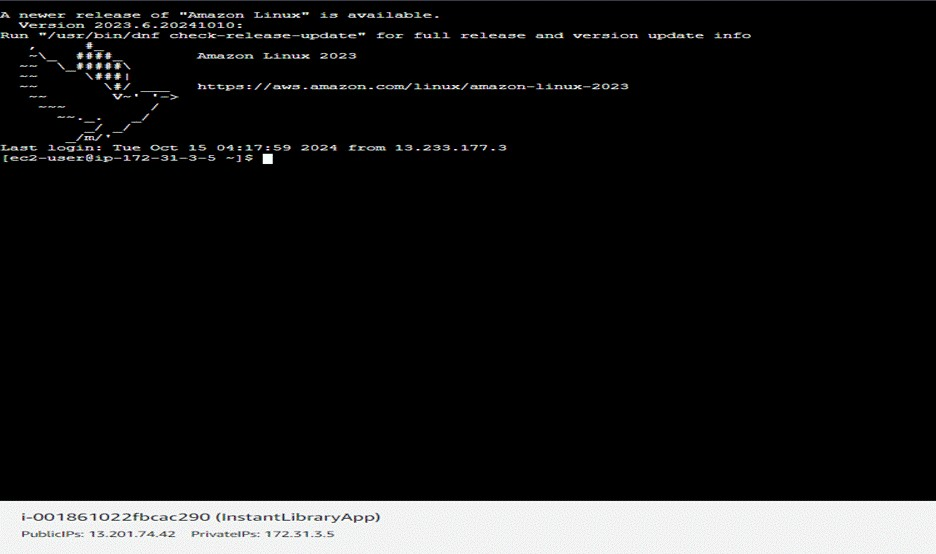 A newer release of "Amazon Linux" is available.
  Version 2023.6.20241010:
Run "/usr/bin/dnf check-release-update" for full release and version update info
   ,     #_
   ~\_  ####_        Amazon Linux 2023
  ~~  \_#####\
  ~~     \###|
  ~~       \#/ ___   https://aws.amazon.com/linux/amazon-linux-2023
   ~~       V~' '->
    ~~~         /
      ~~._.   _/
         _/ _/
       _/m/'
Last login: Tue Oct 15 04:17:59 2024 from 13.233.177.3
[ec2-user@ip-172-31-3-5 ~]$
i-001861022fbcac290 (InstantLibraryApp)
PublicIPs: 13.201.74.42 PrivateIPs: 172.31.3.5